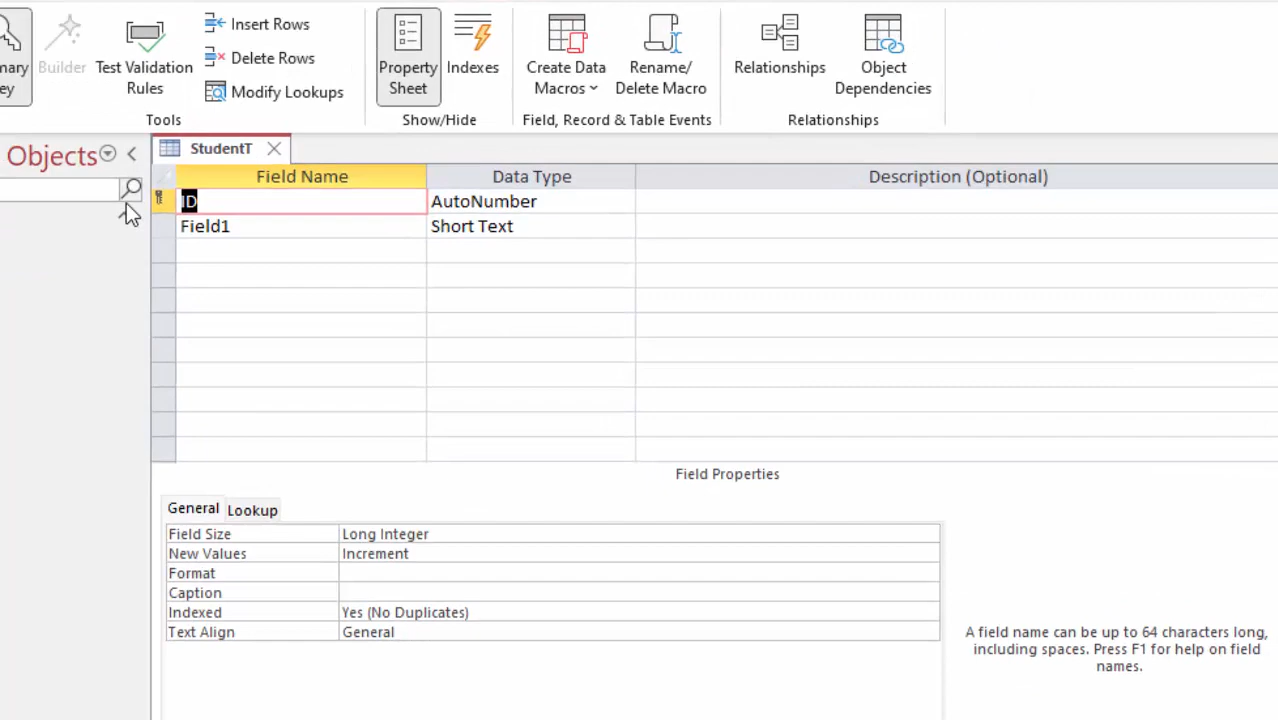 Insert Rows
mary Builder Test Validation Delete Rows Property Indexes Create Data Rename/ Relationships Object
ey Rules Modify Lookups Sheet Macros Delete Macro Dependencies
Tools Show/Hide Field, Record & Table Events Relationships
Objects StudentT
Field Name Data Type Description (Optional)
ID AutoNumber
Field1 Short Text
Field Properties
General Lookup
Field Size Long Integer
New Values Increment
Format
Caption
Indexed Yes (No Duplicates)
Text Align General
A field name can be up to 64 characters long,
including spaces. Press F1 for help on field
names.